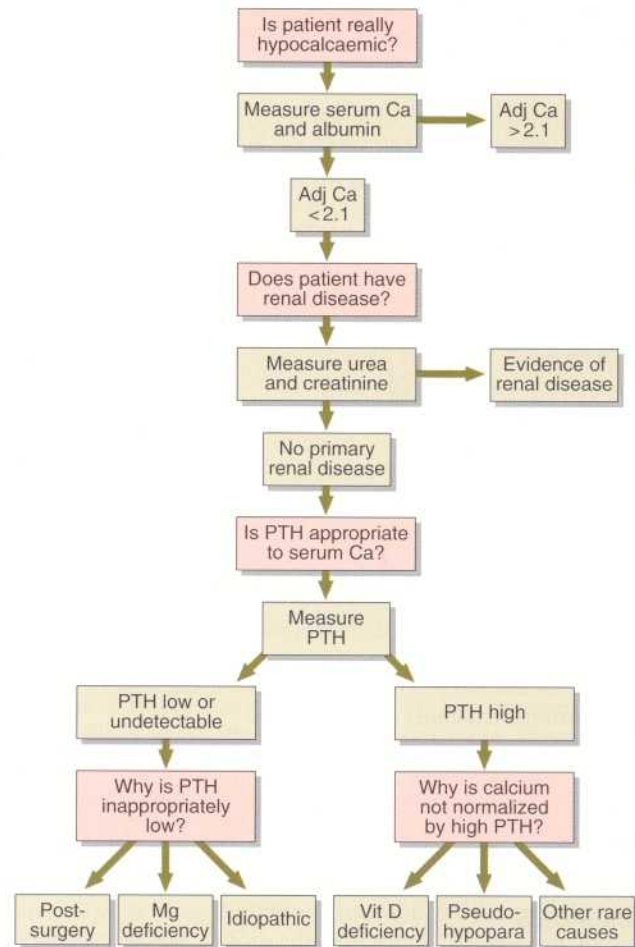 Is patient really
hypocalcaemic?
Measure serum Ca
and albumin
Adj Ca
>2.1
Adj Ca
<2.1
Does patient have
renal disease?
Measure urea
and creatinine
Evidence of
renal disease
No primary
renal disease
Is PTH appropriate
to serum Ca?
Measure
PTH
PTH low or
undetectable
PTH high
Why is PTH
inappropriately
low?
Why is calcium
not normalized
by high PTH?
Post-
surgery
Mg
deficiency
Idiopathic
Vit D
deficiency
Pseudo-
hypopara
Other rare
causes